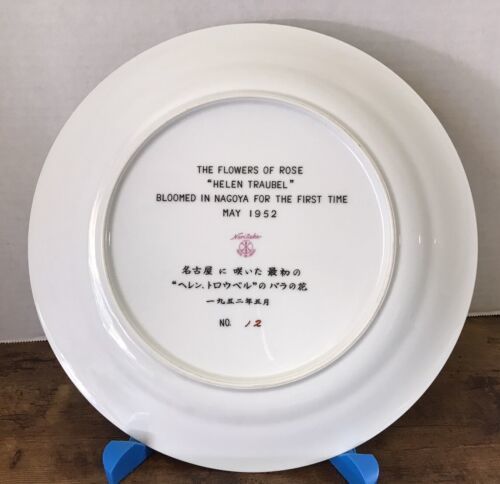 THE FLOWERS OF ROSE
"HELEN TRAUBEL"
BLOOMED IN NAGOYA FOR THE FIRST TIME
MAY 1952
Noritake
名古屋に咲いた最初の
"ヘレン.トロウベル"のバラの花
一九五二年五月
NO. 12